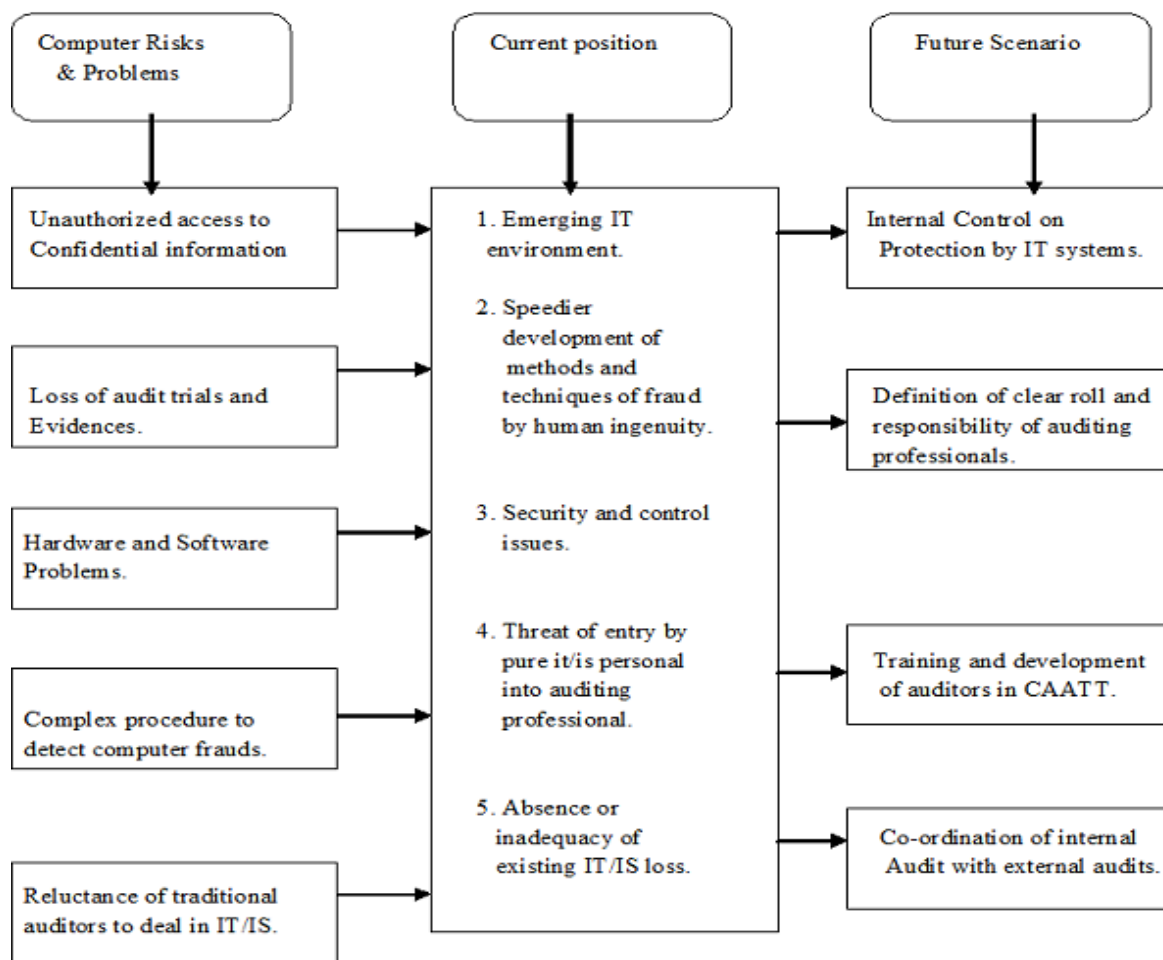 Computer Risks
& Problems
Current position
Future Scenario
Unauthorized access to
Confidential information
Loss of audit trials and
Evidences.
Hardware and Software
Problems.
Complex procedure to
detect computer frauds.
Reluctance of traditional
auditors to deal in IT/IS.
1. Emerging IT
environment.
2. Speedier
development of
methods and
techniques of fraud
by human ingenuity.
3. Security and control
issues.
4. Threat of entry by
pure it/is personal
into auditing
professional.
5. Absence or
inadequacy of
existing IT/IS loss.
Internal Control on
Protection by IT systems.
Definition of clear roll and
responsibility of auditing
professionals.
Training and development
of auditors in CAATT.
Co-ordination of internal
Audit with external audits.